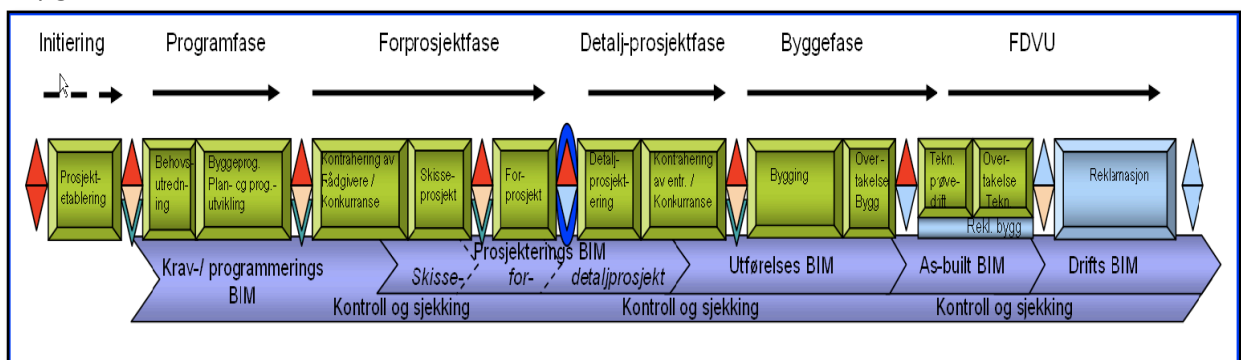 Initiering
Programfase
Forprosjektfase
Detalj-prosjektfase
Byggefase
FDVU
Prosjekt-
etablering
Behovs-
utredn-
ing
Byggeprog.
Plan- og prog.-
utvikling
Kontrahering av
Rådgivere /
Konkurranse
Skisse-
prosjekt
For-
prosjekt
Detalj-
prosjekt-
ering
Kontrahering
av entr. /
Konkurranse
Bygging
Over-
takelse
Bygg
Tekn.
prøve-
drift
Over-
takelse
Tekn
Rekl. bygg
Reklamasjon
Krav-/ programmerings
BIM
Prosjekterings BIM
Skisse-
for-
detaljprosjekt
Utførelses BIM
As-built BIM
Drifts BIM
Kontroll og sjekking
Kontroll og sjekking
Kontroll og sjekking